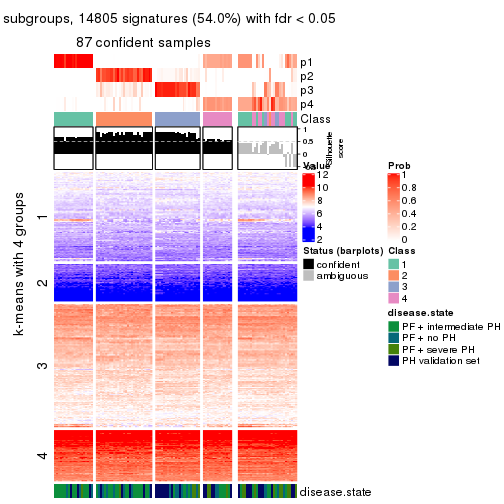 subgroups, 14805 signatures (54.0%) with fdr < 0.05
87 confident samples
p1
p2
p3
p4
Class
1
0.5
0
-0.5
Silhouette
score
k-means with 4 groups
1
2
3
4
disease.state
Value
12
10
8
6
4
2
Prob
1
0.8
0.6
0.4
0.2
0
Status (barplots)
confident
ambiguous
Class
1
2
3
4
disease.state
PF + intermediate PH
PF + no PH
PF + severe PH
PH validation set